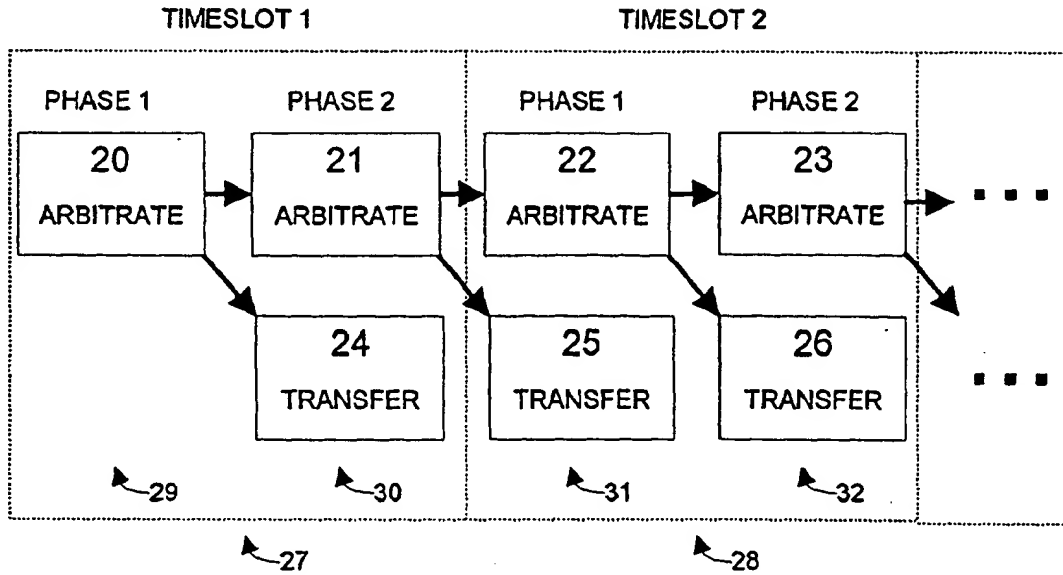 TIMESLOT 1 TIMESLOT 2
PHASE 1 PHASE 2 PHASE 1 PHASE 2
20 21 22 23
ARBITRATE ARBITRATE ARBITRATE ARBITRATE
24 25 26
TRANSFER TRANSFER TRANSFER
29 30 31 32
27 28